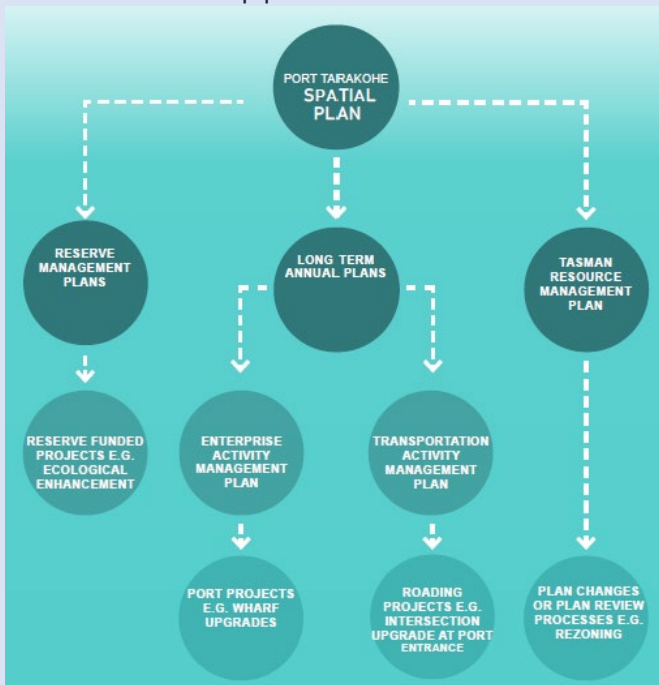 PORT TARAKOHE
SPATIAL
PLAN
RESERVE
MANAGEMENT
PLANS
LONG TERM
ANNUAL PLANS
TASMAN
RESOURCE
MANAGEMENT
PLAN
RESERVE FUNDED
PROJECTS E.G.
ECOLOGICAL
ENHANCEMENT
ENTERPRISE
ACTIVITY
MANAGEMENT
PLAN
TRANSPORTATION
ACTIVITY
MANAGEMENT
PLAN
PORT PROJECTS
E.G. WHARF
UPGRADES
ROADING
PROJECTS E.G.
INTERSECTION
UPGRADE AT PORT
ENTRANCE
PLAN CHANGES
OR PLAN REVIEW
PROCESSES E.G.
REZONING